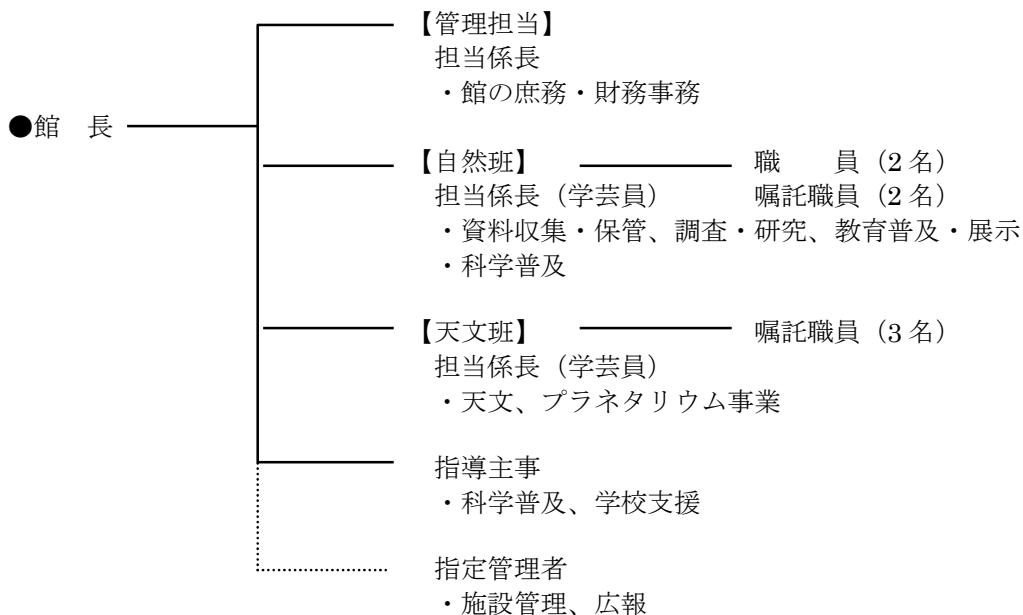 【管理担当】
担当係長
・館の庶務・財務事務
●館　長
【自然班】 職　　員（2 名）
担当係長（学芸員） 嘱託職員（2 名）
・資料収集・保管、調査・研究、教育普及・展示
・科学普及
【天文班】 嘱託職員（3 名）
担当係長（学芸員）
・天文、プラネタリウム事業
指導主事
・科学普及、学校支援
指定管理者
・施設管理、広報